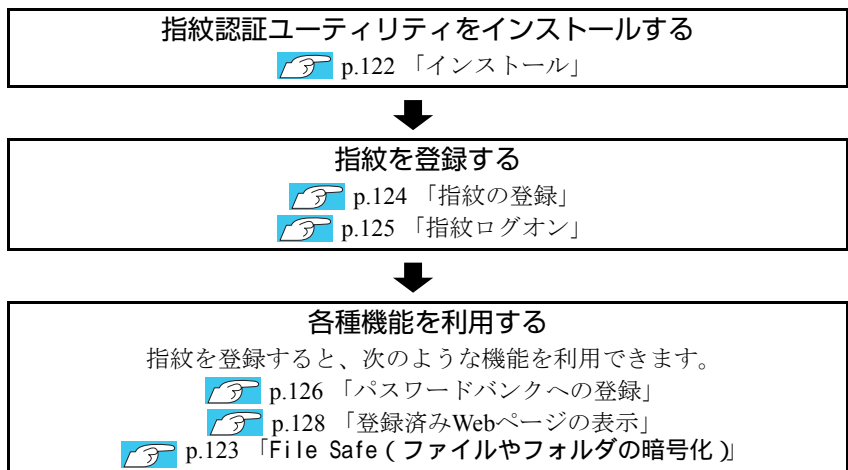 指紋認証ユーティリティをインストールする
p.122 「インストール」
指紋を登録する
p.124 「指紋の登録」
p.125 「指紋ログオン」
各種機能を利用する
指紋を登録すると、次のような機能を利用できます。
p.126 「パスワードバンクへの登録」
p.128 「登録済みWebページの表示」
p.123 「File Safe(ファイルやフォルダの暗号化)」